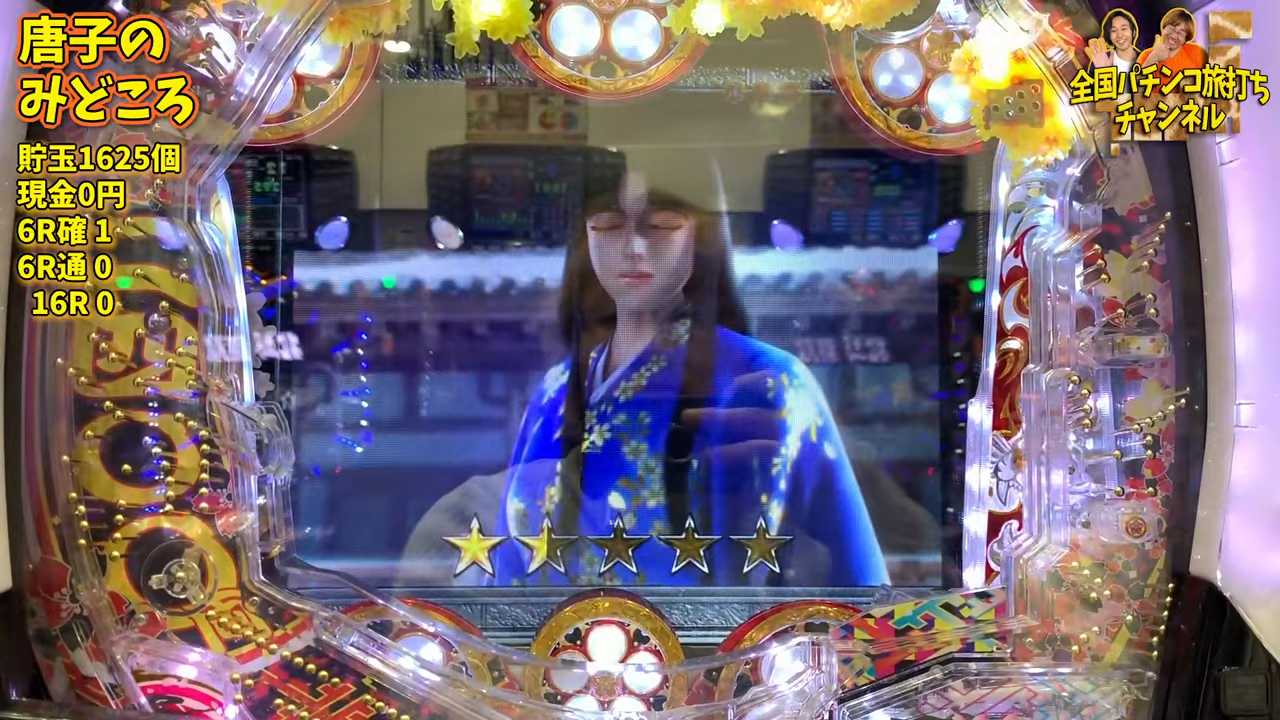 唐子の
みどころ
貯玉1625個
現金0円
6R確 1
6R通 0
16R 0
全国パチンコ旅打ち
チャンネル